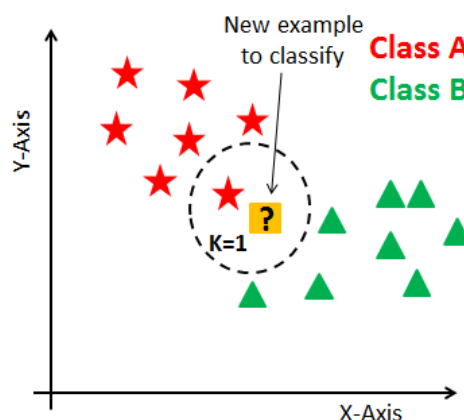 New example
to classify
Class A
Class B
Y-Axis
?
K=1
X-Axis